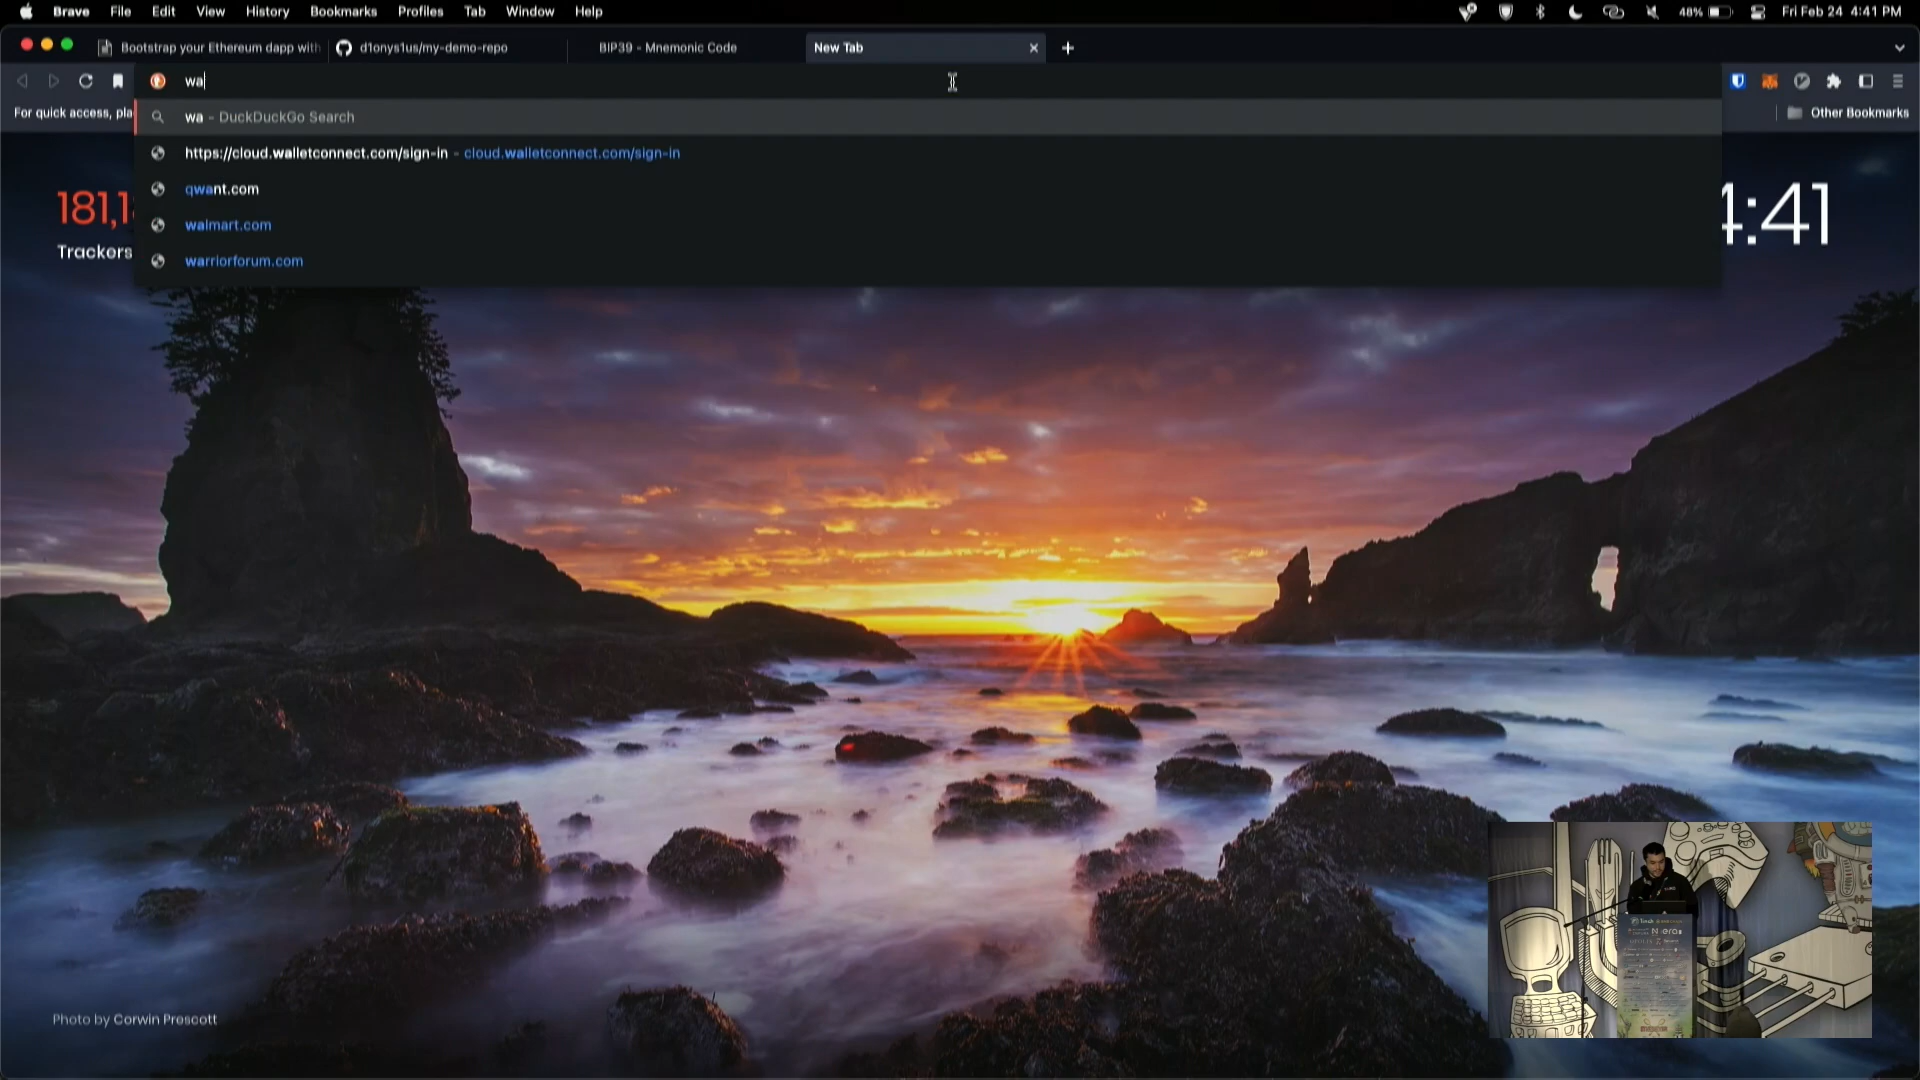 Brave File Edit View History Bookmarks Profiles Tab Window Help 48% Fri Feb 24 4:41 PM
Bootstrap your Ethereum dapp with d1onys1us/my-demo-repo BIP39 - Mnemonic Code New Tab
wa
For quick access, pla Other Bookmarks
wa - DuckDuckGo Search
https://cloud.walletconnect.com/sign-in - cloud.walletconnect.com/sign-in
qwant.com
walmart.com
warriorforum.com
181,18 4:41
Trackers
Photo by Corwin Prescott